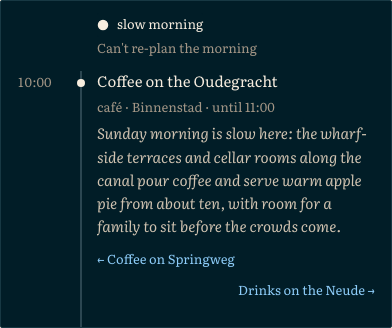 slow morning
Can't re-plan the morning
10:00
Coffee on the Oudegracht
café · Binnenstad · until 11:00
Sunday morning is slow here: the wharf-
side terraces and cellar rooms along the
canal pour coffee and serve warm apple
pie from about ten, with room for a
family to sit before the crowds come.
← Coffee on Springweg
Drinks on the Neude →